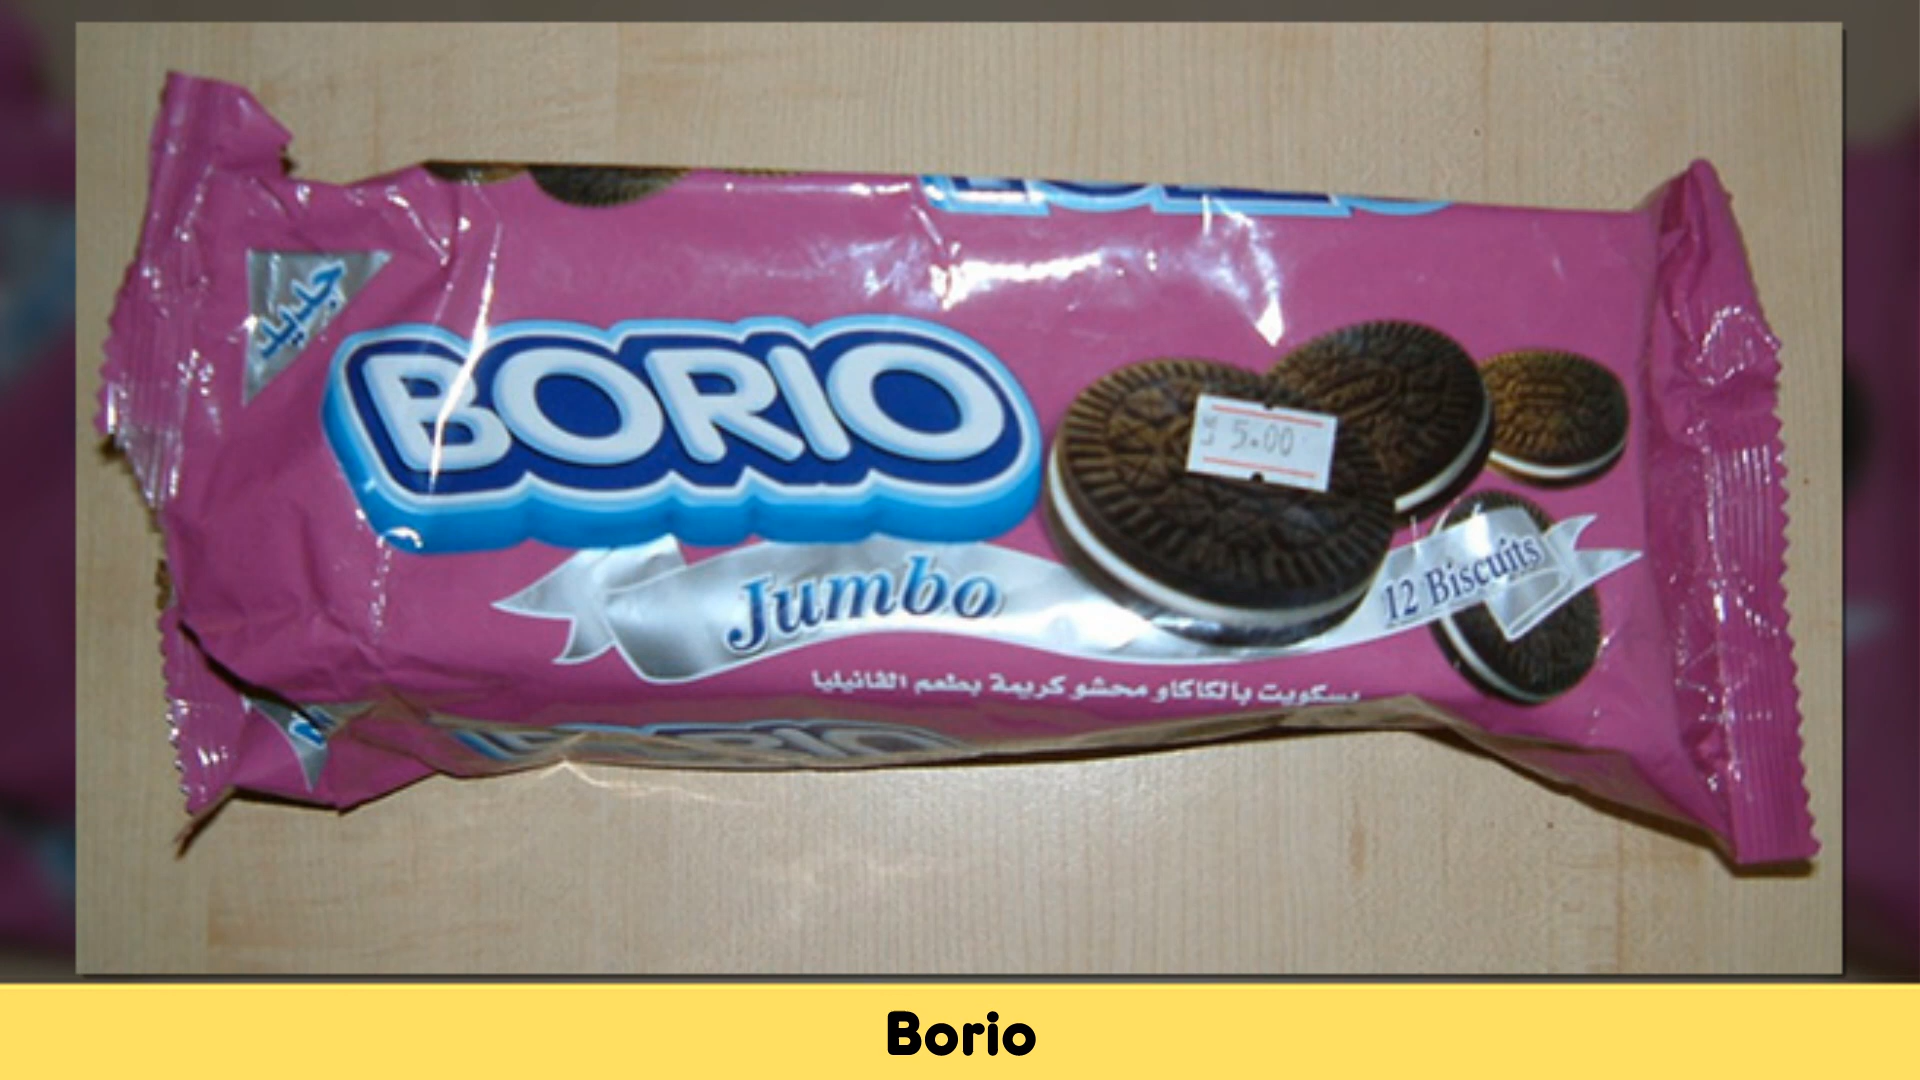 جديد
BORIO
5.00
Jumbo
12 Biscuits
بسكويت بالكاكاو محشو كريمة بطعم الفانيليا
Borio